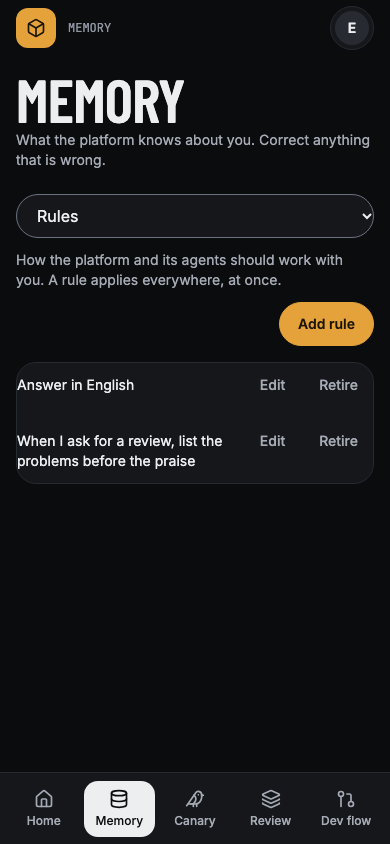 MEMORY
E
MEMORY
What the platform knows about you. Correct anything
that is wrong.
Rules
How the platform and its agents should work with
you. A rule applies everywhere, at once.
Add rule
Answer in English
Edit
Retire
When I ask for a review, list the
problems before the praise
Edit
Retire
Home
Memory
Canary
Review
Dev flow